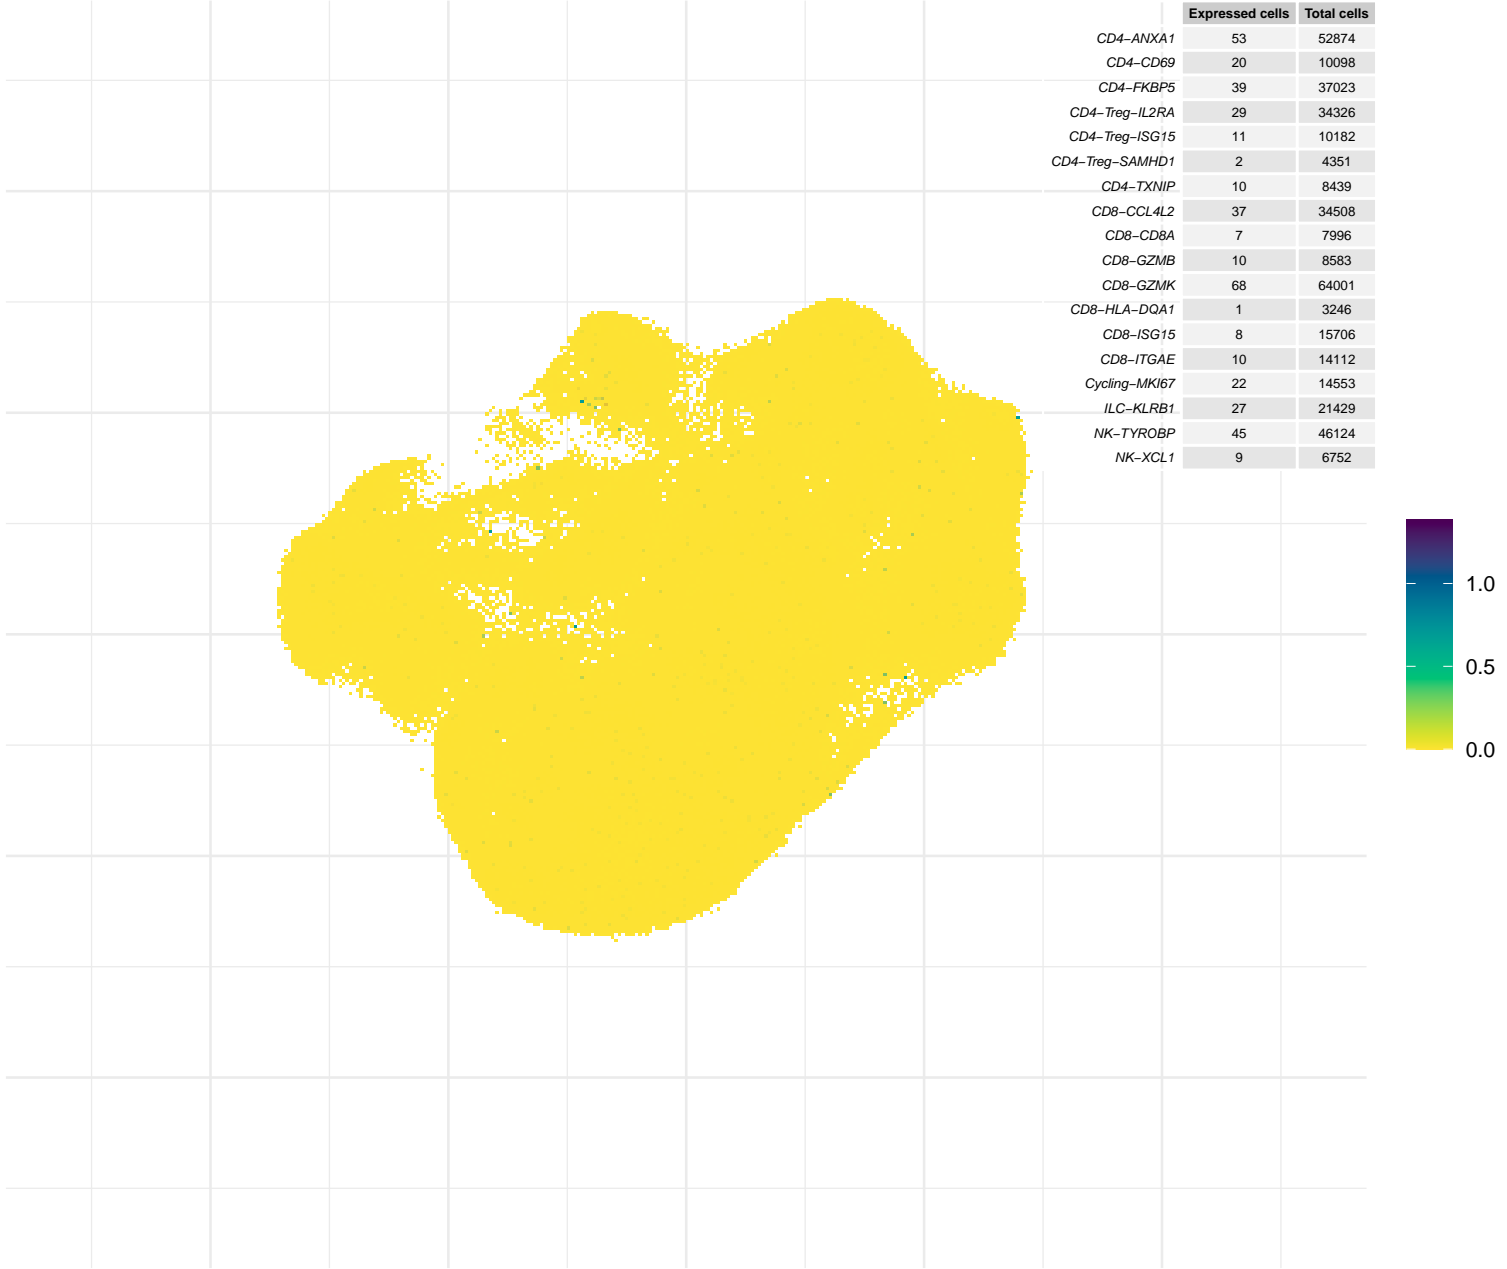 Expressed cells Total cells
CD4−ANXA1 53 52874
CD4−CD69 20 10098
CD4−FKBP5 39 37023
CD4−Treg−IL2RA 29 34326
CD4−Treg−ISG15 11 10182
CD4−Treg−SAMHD1 2 4351
CD4−TXNIP 10 8439
CD8−CCL4L2 37 34508
CD8−CD8A 7 7996
CD8−GZMB 10 8583
CD8−GZMK 68 64001
CD8−HLA−DQA1 1 3246
CD8−ISG15 8 15706
CD8−ITGAE 10 14112
Cycling−MKI67 22 14553
ILC−KLRB1 27 21429
NK−TYROBP 45 46124
NK−XCL1 9 6752
1.0
0.5
0.0